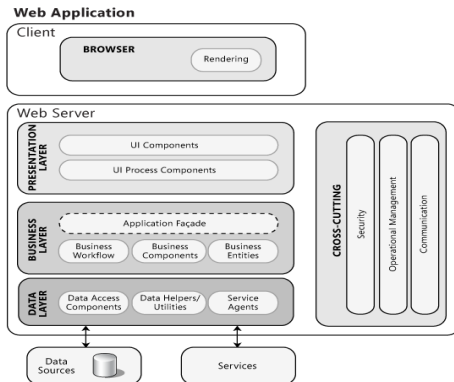 Web Application
Client
BROWSER
Rendering
Web Server
PRESENTATION
LAYER
UI Components
UI Process Components
BUSINESS
LAYER
Application Façade
Business
Workflow
Business
Components
Business
Entities
DATA
LAYER
Data Access
Components
Data Helpers/
Utilities
Service
Agents
CROSS-CUTTING
Security
Operational Management
Communication
Data
Sources
Services